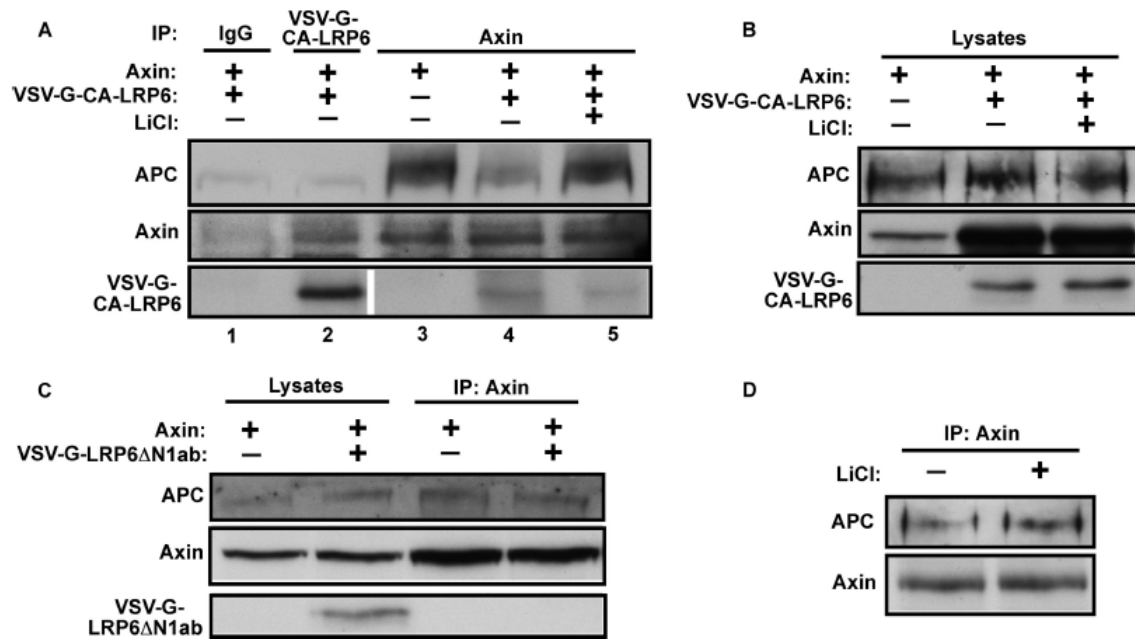 A
IP:
IgG
VSV-G-
CA-LRP6
Axin
Axin: + + + + +
VSV-G-CA-LRP6: + + − + +
LiCl: − − − − +
APC
Axin
VSV-G-
CA-LRP6
1 2 3 4 5
B
Lysates
Axin: + + +
VSV-G-CA-LRP6: − + +
LiCl: − − +
APC
Axin
VSV-G-
CA-LRP6
C
Lysates
IP: Axin
Axin: + + + +
VSV-G-LRP6ΔN1ab: − + − +
APC
Axin
VSV-G-
LRP6ΔN1ab
D
IP: Axin
LiCl: − +
APC
Axin